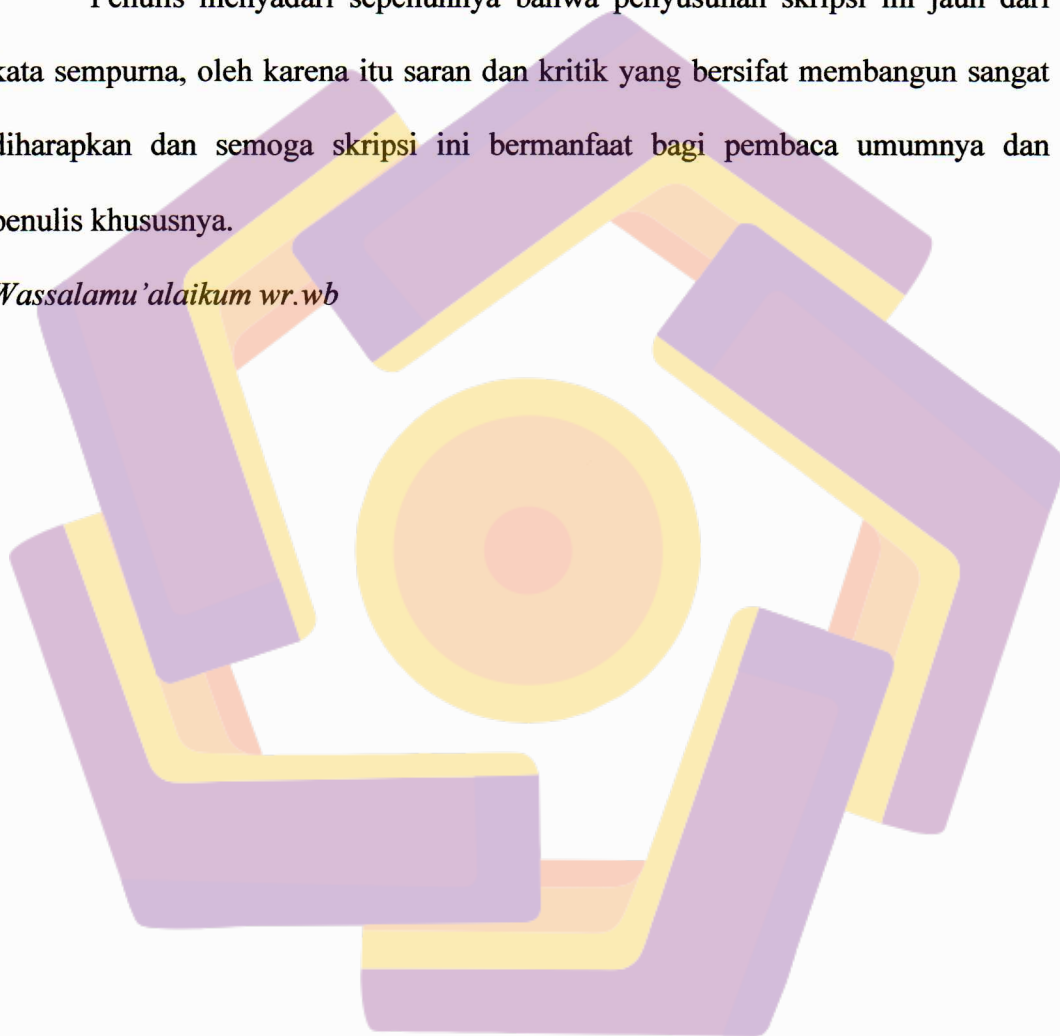 Penulis menyadari sepenuhnya bahwa penyusunan skripsi ini jauh dari
kata sempurna, oleh karena itu saran dan kritik yang bersifat membangun sangat
diharapkan dan semoga skripsi ini bermanfaat bagi pembaca umumnya dan
penulis khususnya.
Wassalamu’alaikum wr.wb